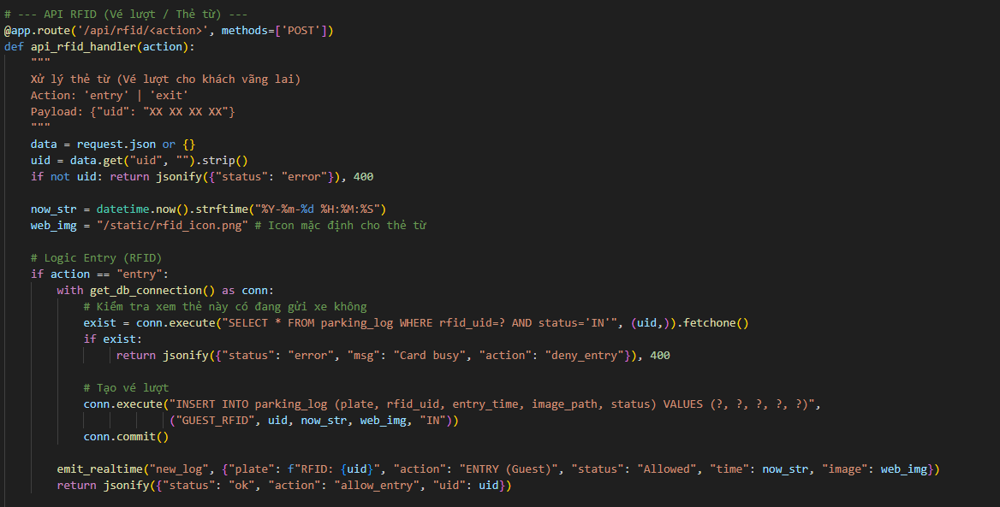 # --- API RFID (Vé lượt / Thẻ từ) ---
@app.route('/api/rfid/<action>', methods=['POST'])
def api_rfid_handler(action):
    """
    Xử lý thẻ từ (Vé lượt cho khách vãng lai)
    Action: 'entry' | 'exit'
    Payload: {"uid": "XX XX XX XX"}
    """
    data = request.json or {}
    uid = data.get("uid", "").strip()
    if not uid: return jsonify({"status": "error"}), 400

    now_str = datetime.now().strftime("%Y-%m-%d %H:%M:%S")
    web_img = "/static/rfid_icon.png" # Icon mặc định cho thẻ từ

    # Logic Entry (RFID)
    if action == "entry":
        with get_db_connection() as conn:
            # Kiểm tra xem thẻ này có đang gửi xe không
            exist = conn.execute("SELECT * FROM parking_log WHERE rfid_uid=? AND status='IN'", (uid,)).fetchone()
            if exist:
                return jsonify({"status": "error", "msg": "Card busy", "action": "deny_entry"}), 400

            # Tạo vé lượt
            conn.execute("INSERT INTO parking_log (plate, rfid_uid, entry_time, image_path, status) VALUES (?, ?, ?, ?, ?)",
                         ("GUEST_RFID", uid, now_str, web_img, "IN"))
            conn.commit()

        emit_realtime("new_log", {"plate": f"RFID: {uid}", "action": "ENTRY (Guest)", "status": "Allowed", "time": now_str, "image": web_img})
        return jsonify({"status": "ok", "action": "allow_entry", "uid": uid})